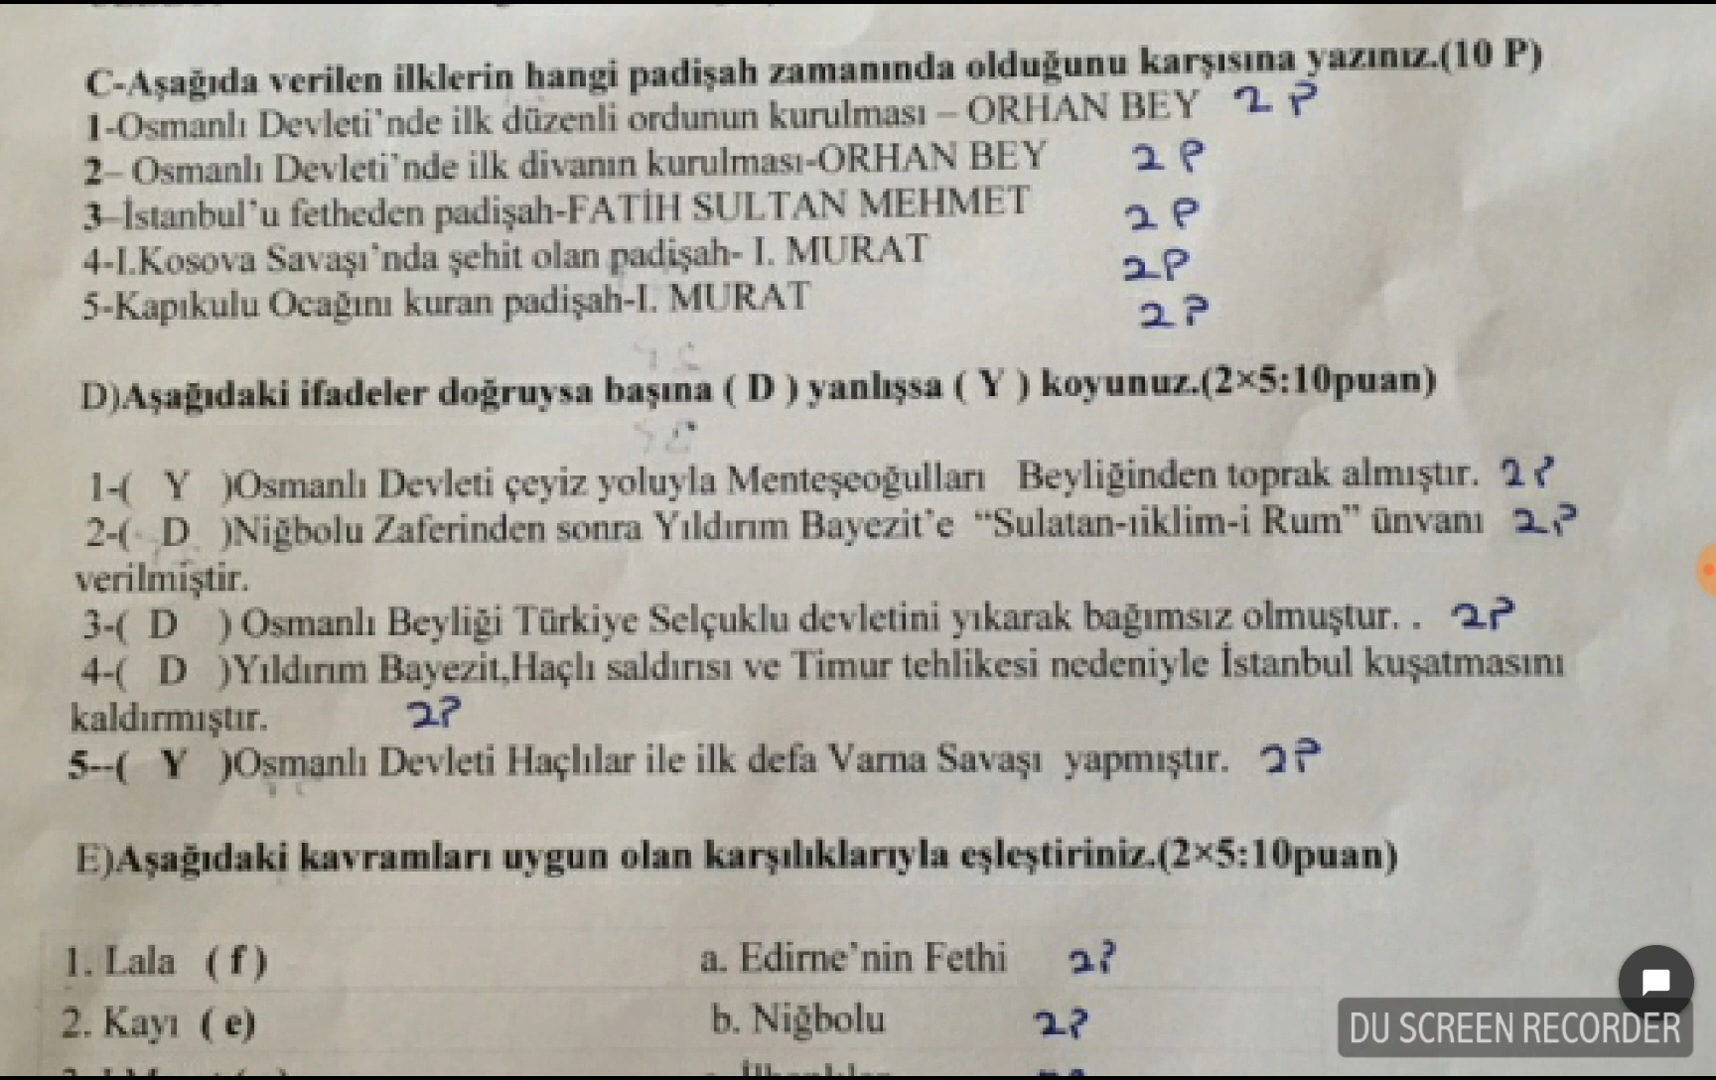 C-Aşağıda verilen ilklerin hangi padişah zamanında olduğunu karşısına yazınız.(10 P)
1-Osmanlı Devleti'nde ilk düzenli ordunun kurulması – ORHAN BEY 2 P
2– Osmanlı Devleti'nde ilk divanın kurulması-ORHAN BEY 2 P
3–İstanbul'u fetheden padişah-FATİH SULTAN MEHMET 2 P
4-I.Kosova Savaşı'nda şehit olan padişah- I. MURAT 2P
5-Kapıkulu Ocağını kuran padişah-I. MURAT 2P
D)Aşağıdaki ifadeler doğruysa başına ( D ) yanlışsa ( Y ) koyunuz.(2×5:10puan)
1-( Y )Osmanlı Devleti çeyiz yoluyla Menteşeoğulları Beyliğinden toprak almıştır. 2P
2-( D )Niğbolu Zaferinden sonra Yıldırım Bayezit'e “Sulatan-ıiklim-i Rum” ünvanı 2P
verilmiştir.
3-( D ) Osmanlı Beyliği Türkiye Selçuklu devletini yıkarak bağımsız olmuştur. . 2P
4-( D )Yıldırım Bayezit,Haçlı saldırısı ve Timur tehlikesi nedeniyle İstanbul kuşatmasını
kaldırmıştır. 2P
5--( Y )Osmanlı Devleti Haçlılar ile ilk defa Varna Savaşı yapmıştır. 2P
E)Aşağıdaki kavramları uygun olan karşılıklarıyla eşleştiriniz.(2×5:10puan)
1. Lala ( f ) a. Edirne'nin Fethi 2P
2. Kayı ( e) b. Niğbolu 2P
DU SCREEN RECORDER